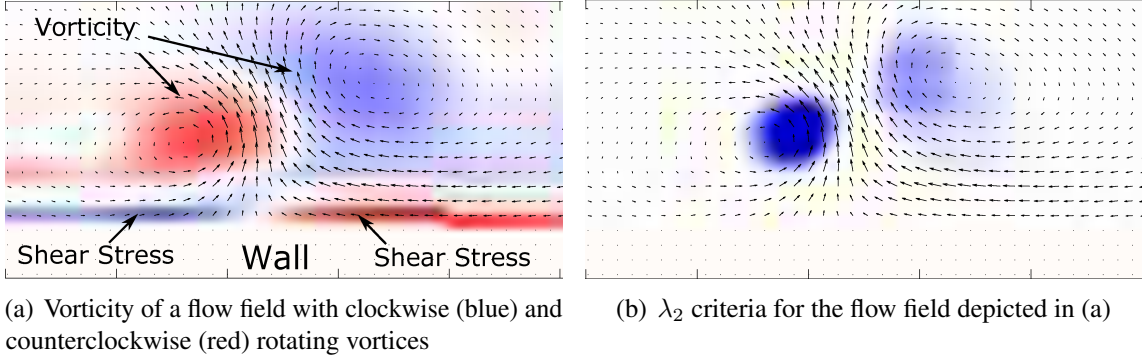 Vorticity
Shear Stress
Wall
Shear Stress
(a) Vorticity of a flow field with clockwise (blue) and
counterclockwise (red) rotating vortices
(b) λ₂ criteria for the flow field depicted in (a)